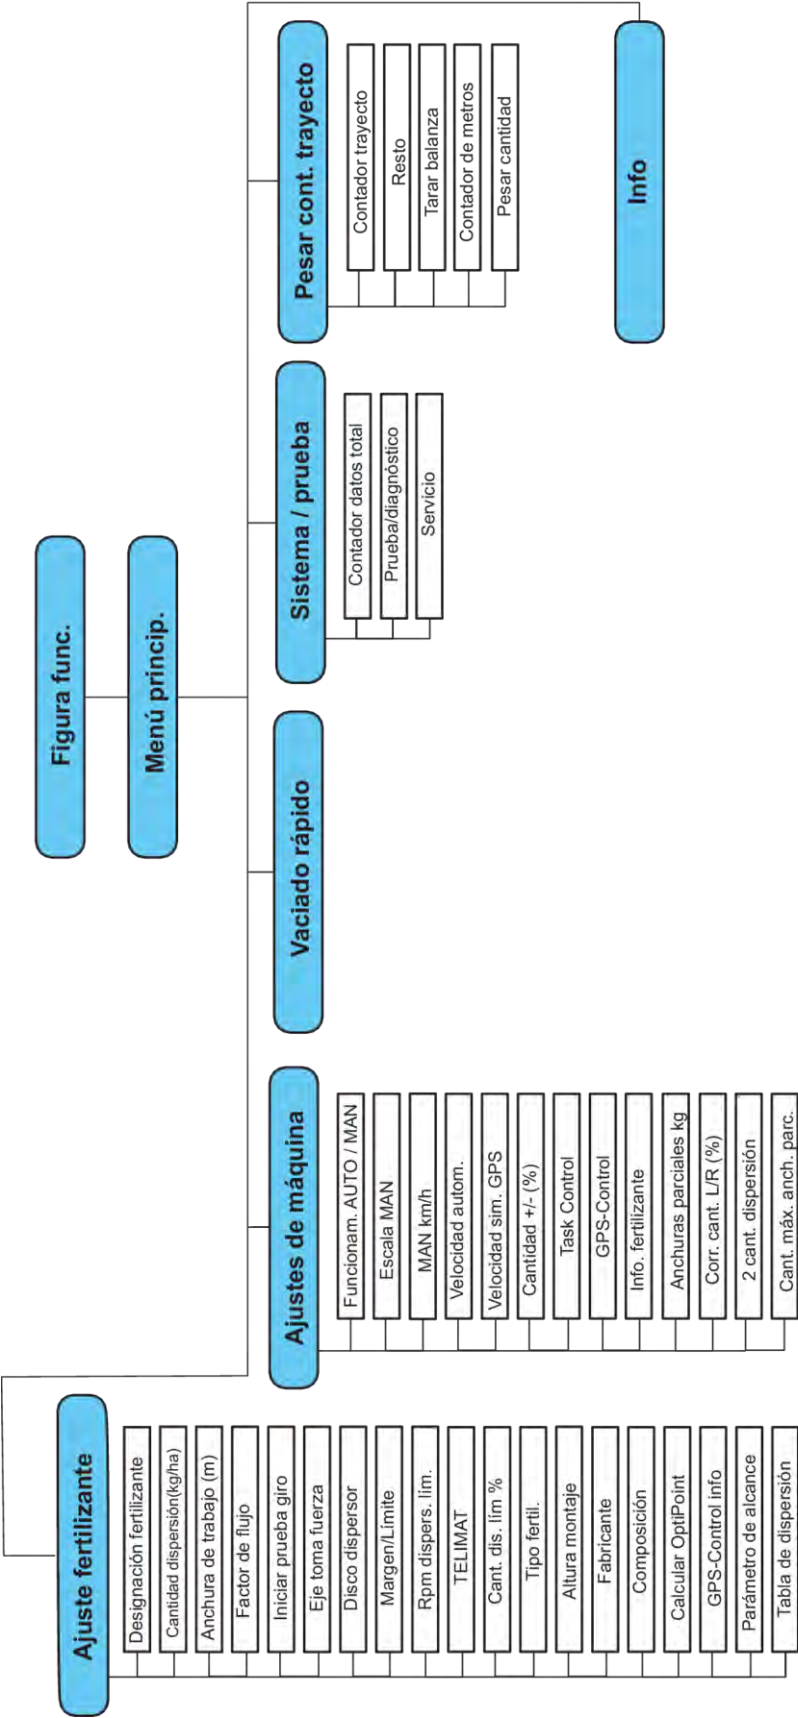 Figura func.
Menú princip.
Ajuste fertilizante
Designación fertilizante
Cantidad dispersión(kg/ha)
Anchura de trabajo (m)
Factor de flujo
Iniciar prueba giro
Eje toma fuerza
Disco dispersor
Margen/Límite
Rpm dispers. lím.
TELIMAT
Cant. dis. lím %
Tipo fertil.
Altura montaje
Fabricante
Composición
Calcular OptiPoint
GPS-Control info
Parámetro de alcance
Tabla de dispersión
Ajustes de máquina
Funcionam. AUTO / MAN
Escala MAN
MAN km/h
Velocidad autom.
Velocidad sim. GPS
Cantidad +/- (%)
Task Control
GPS-Control
Info. fertilizante
Anchuras parciales kg
Corr. cant. L/R (%)
2 cant. dispersión
Cant. máx. anch. parc.
Vaciado rápido
Sistema / prueba
Contador datos total
Prueba/diagnóstico
Servicio
Pesar cont. trayecto
Contador trayecto
Resto
Tarar balanza
Contador de metros
Pesar cantidad
Info